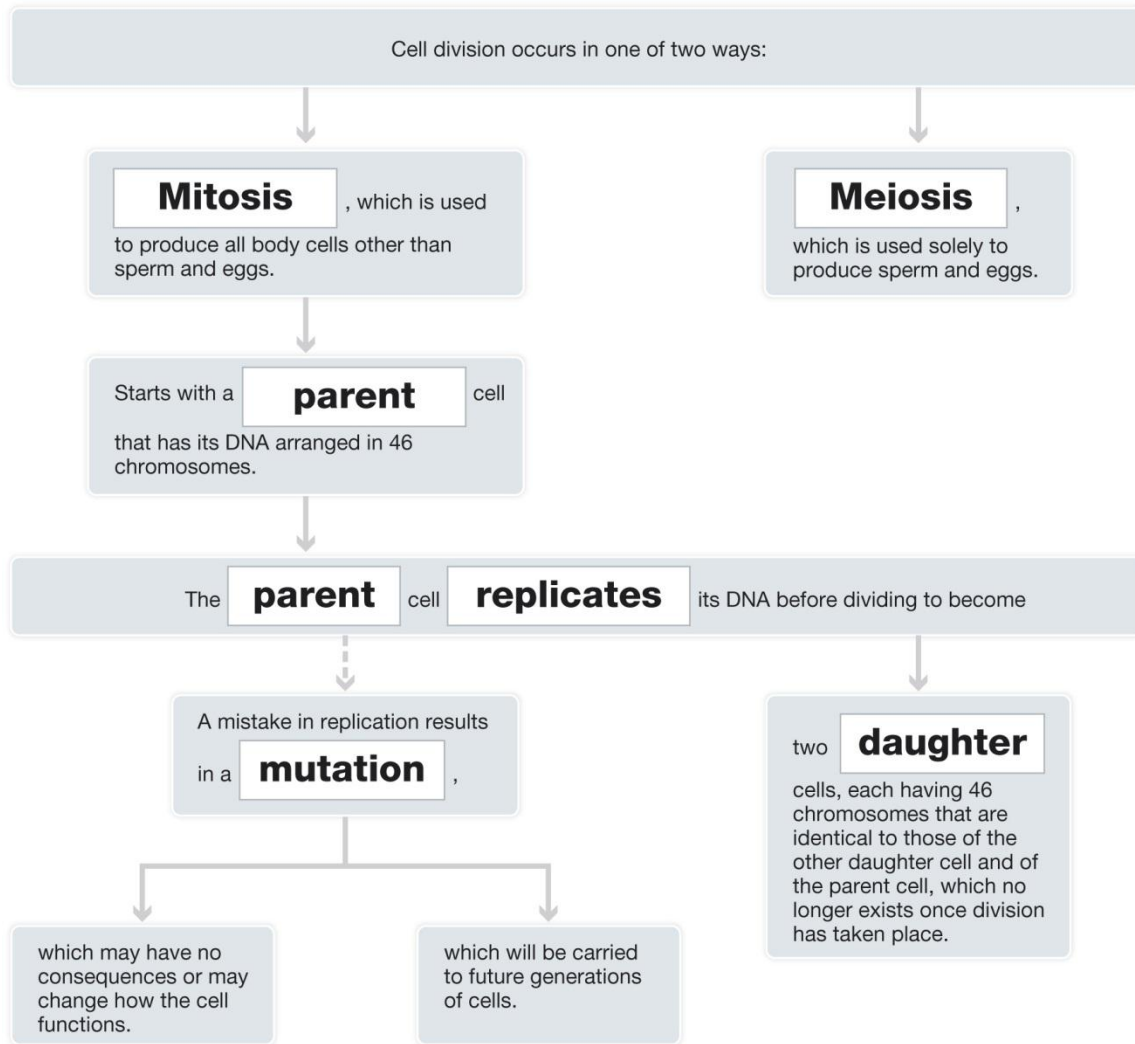 Cell division occurs in one of two ways:
Mitosis , which is used
to produce all body cells other than
sperm and eggs.
Meiosis ,
which is used solely to
produce sperm and eggs.
Starts with a parent cell
that has its DNA arranged in 46
chromosomes.
The parent cell replicates its DNA before dividing to become
A mistake in replication results
in a mutation ,
two daughter
cells, each having 46
chromosomes that are
identical to those of the
other daughter cell and of
the parent cell, which no
longer exists once division
has taken place.
which may have no
consequences or may
change how the cell
functions.
which will be carried
to future generations
of cells.